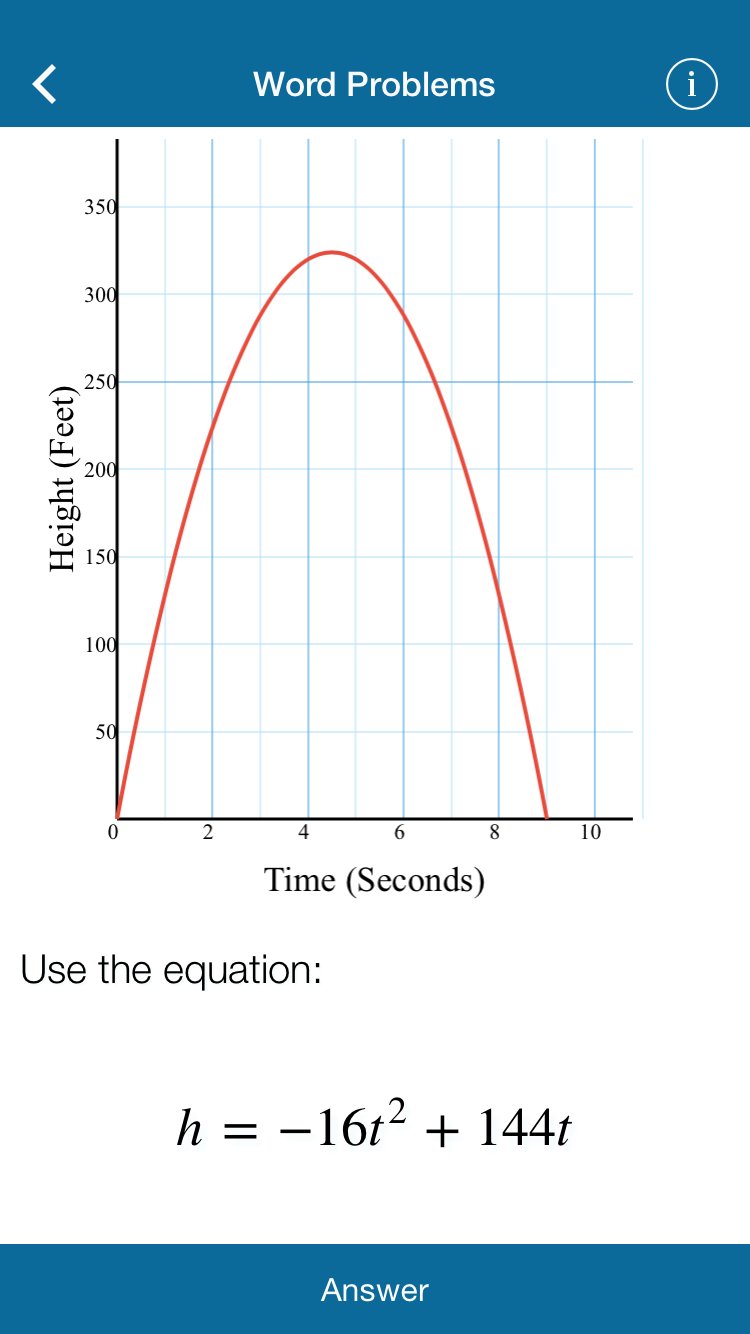 Word Problems
i
350
300
250
200
150
100
50
Height (Feet)
0 2 4 6 8 10
Time (Seconds)
Use the equation:
h = −16t² + 144t
Answer